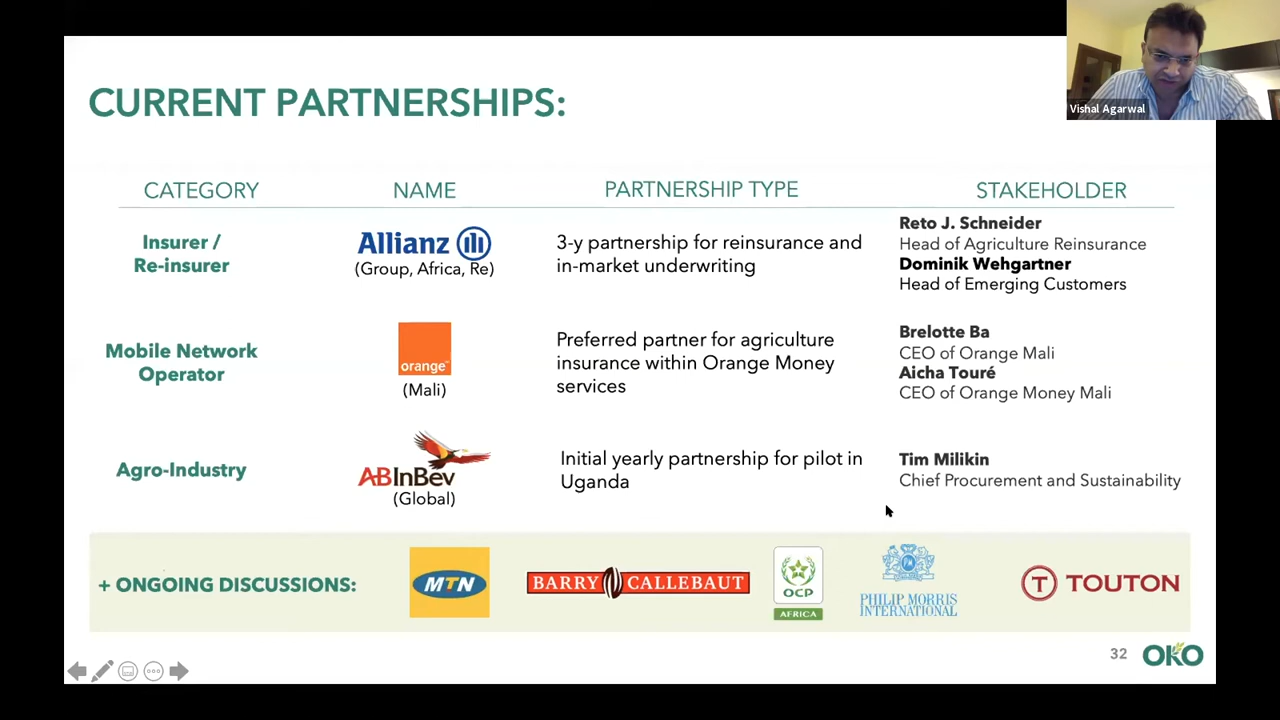 Vishal Agarwal
CURRENT PARTNERSHIPS:
CATEGORY NAME PARTNERSHIP TYPE STAKEHOLDER
Insurer /
Re-insurer
Allianz
(Group, Africa, Re)
3-y partnership for reinsurance and
in-market underwriting
Reto J. Schneider
Head of Agriculture Reinsurance
Dominik Wehgartner
Head of Emerging Customers
Mobile Network
Operator
orange™
(Mali)
Preferred partner for agriculture
insurance within Orange Money
services
Brelotte Ba
CEO of Orange Mali
Aicha Touré
CEO of Orange Money Mali
Agro-Industry
ABInBev
(Global)
Initial yearly partnership for pilot in
Uganda
Tim Milikin
Chief Procurement and Sustainability
+ ONGOING DISCUSSIONS:
MTN
BARRY CALLEBAUT
OCP
AFRICA
PHILIP MORRIS
INTERNATIONAL
T TOUTON
32
OKO